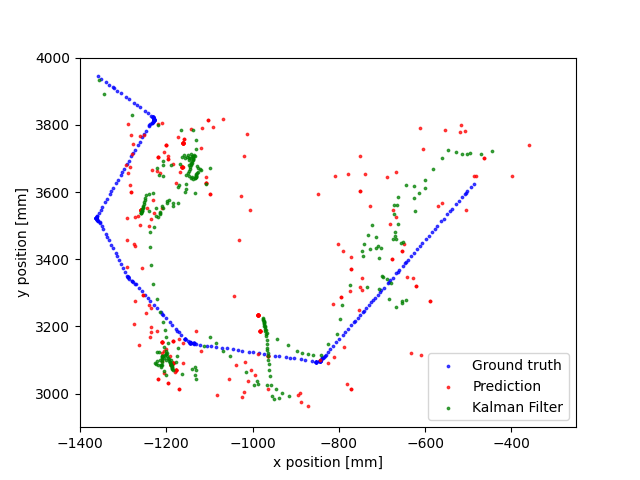 4000
3800
3600
3400
3200
3000
y position [mm]
−1400
−1200
−1000
−800
−600
−400
x position [mm]
Ground truth
Prediction
Kalman Filter